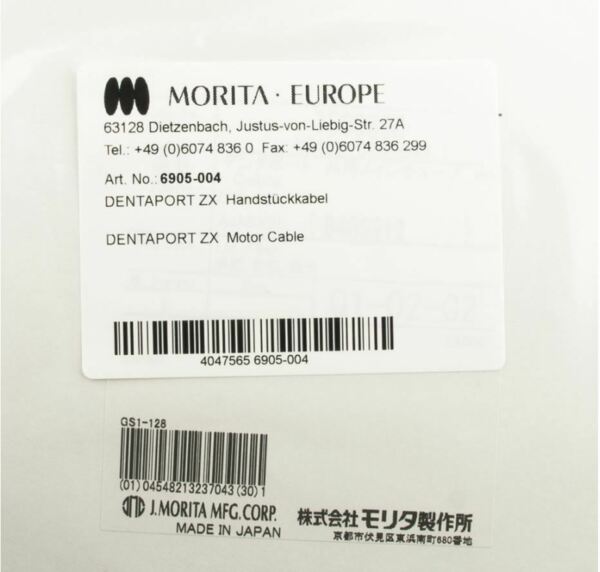 MORITA · EUROPE
63128 Dietzenbach, Justus-von-Liebig-Str. 27A
Tel.: +49 (0)6074 836 0 Fax: +49 (0)6074 836 299
Art. No.: 6905-004
DENTAPORT ZX Handstückkabel
DENTAPORT ZX Motor Cable
4047565 6905-004
GS1-128
(01)04548213237043(30)1
J.MORITA MFG.CORP.
MADE IN JAPAN
株式会社モリタ製作所
京都市伏見区東浜南町680番地